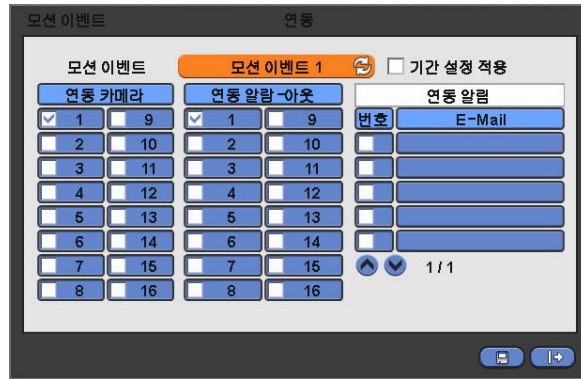 모션 이벤트 연동
모션 이벤트 모션 이벤트 1 기간 설정 적용
연동 카메라 연동 알람-아웃 연동 알림
1 9 1 9 번호 E-Mail
2 10 2 10
3 11 3 11
4 12 4 12
5 13 5 13
6 14 6 14
7 15 7 15 1/1
8 16 8 16